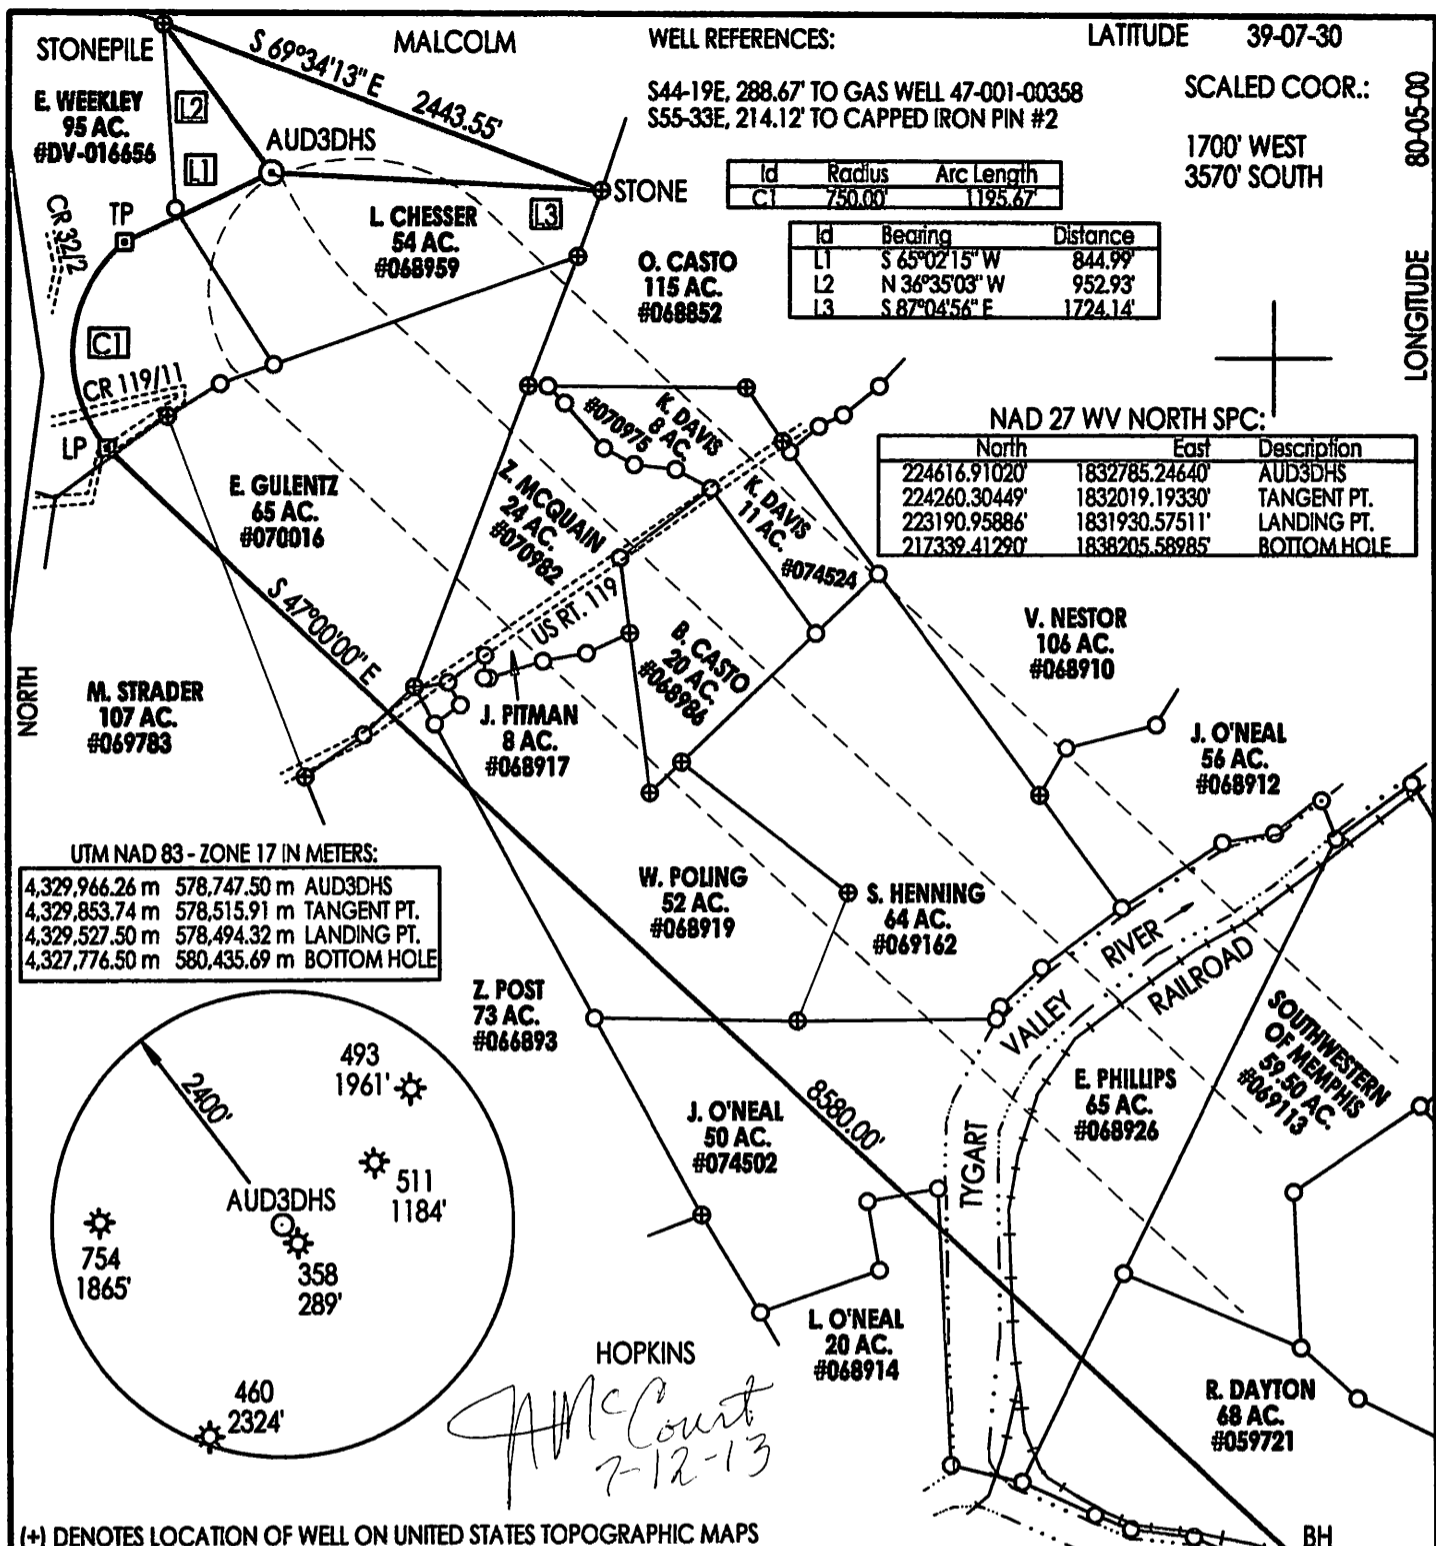 STONEPILE
S 69°34'13" E
2443.55'
MALCOLM
WELL REFERENCES:
LATITUDE 39-07-30
S44-19E, 288.67' TO GAS WELL 47-001-00358
S55-33E, 214.12' TO CAPPED IRON PIN #2
SCALED COOR.:
1700' WEST
3570' SOUTH
LONGITUDE 80-05-00
E. WEEKLEY
95 AC.
#DV-016656
L2
L1
AUD3DHS
STONE
L3
TP
CR 32/2
C1
CR 119/11
LP
L. CHESSER
54 AC.
#068959
Id Radius Arc Length
C1 750.00' 1195.67'
Id Bearing Distance
L1 S 65°02'15" W 844.99'
L2 N 36°35'03" W 952.93'
L3 S 87°04'56" E 1724.14'
O. CASTO
115 AC.
#068852
NAD 27 WV NORTH SPC:
North East Description
224616.91020' 1832785.24640' AUD3DHS
224260.30449' 1832019.19330' TANGENT PT.
223190.95886' 1831930.57511' LANDING PT.
217339.41290' 1838205.58985' BOTTOM HOLE
K. DAVIS
8 AC.
#070975
K. DAVIS
11 AC.
#074524
E. GULENTZ
65 AC.
#070016
Z. MCQUAIN
24 AC.
#070982
US RT. 119
S 47°00'00" E
B. CASTO
20 AC.
#068986
V. NESTOR
106 AC.
#068910
NORTH
M. STRADER
107 AC.
#069783
J. PITMAN
8 AC.
#068917
J. O'NEAL
56 AC.
#068912
UTM NAD 83 - ZONE 17 IN METERS:
4,329,966.26 m 578,747.50 m AUD3DHS
4,329,853.74 m 578,515.91 m TANGENT PT.
4,329,527.50 m 578,494.32 m LANDING PT.
4,327,776.50 m 580,435.69 m BOTTOM HOLE
W. POLING
52 AC.
#068919
S. HENNING
64 AC.
#069162
TYGART VALLEY RIVER
RAILROAD
Z. POST
73 AC.
#066893
SOUTHWESTERN
OF MEMPHIS
59.50 AC.
#069113
E. PHILLIPS
65 AC.
#068926
8580.00'
J. O'NEAL
50 AC.
#074502
2400'
493
1961'
511
1184'
AUD3DHS
754
1865'
358
289'
460
2324'
L. O'NEAL
20 AC.
#068914
HOPKINS
McCourt
7-12-13
R. DAYTON
68 AC.
#059721
(+) DENOTES LOCATION OF WELL ON UNITED STATES TOPOGRAPHIC MAPS
BH